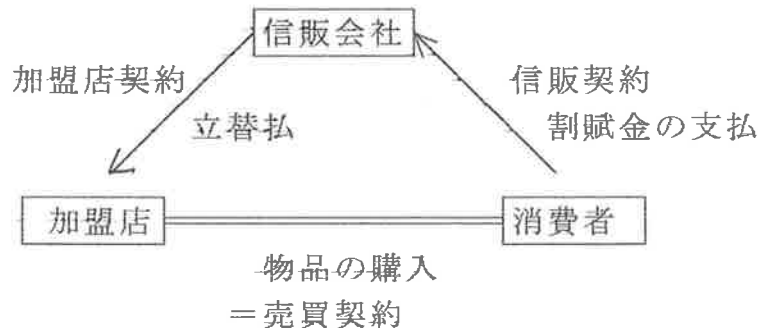 信販会社
加盟店契約
信販契約
立替払
割賦金の支払
加盟店
消費者
物品の購入
＝売買契約